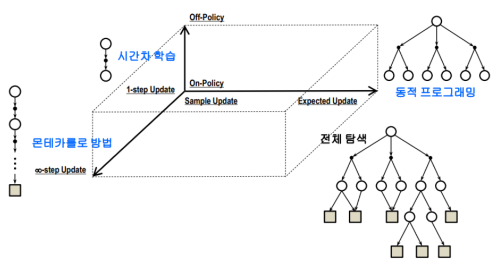 Off-Policy
시간차 학습
On-Policy
1-step Update
Sample Update
Expected Update
동적 프로그래밍
몬테카를로 방법
전체 탐색
∞-step Update